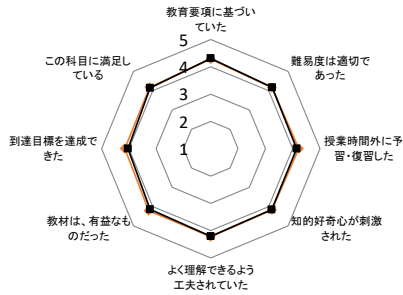 教育要項に基づい
ていた
難易度は適切で
あった
授業時間外に予
習・復習した
知的好奇心が刺激
された
よく理解できるよう
工夫されていた
教材は、有益なも
のだった
到達目標を達成で
きた
この科目に満足し
ている
5
4
3
2
1